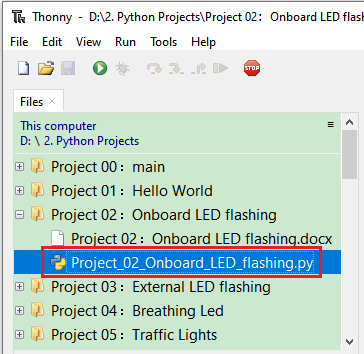 Thonny - D:\2. Python Projects\Project 02：Onboard LED flashing
File Edit View Run Tools Help
STOP
Files ×
This computer
D: \ 2. Python Projects
Project 00：main
Project 01：Hello World
Project 02：Onboard LED flashing
Project 02：Onboard LED flashing.docx
Project_02_Onboard_LED_flashing.py
Project 03：External LED flashing
Project 04：Breathing Led
Project 05：Traffic Lights